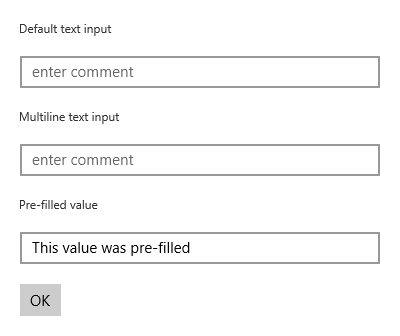 Default text input
enter comment
Multiline text input
enter comment
Pre-filled value
This value was pre-filled
OK